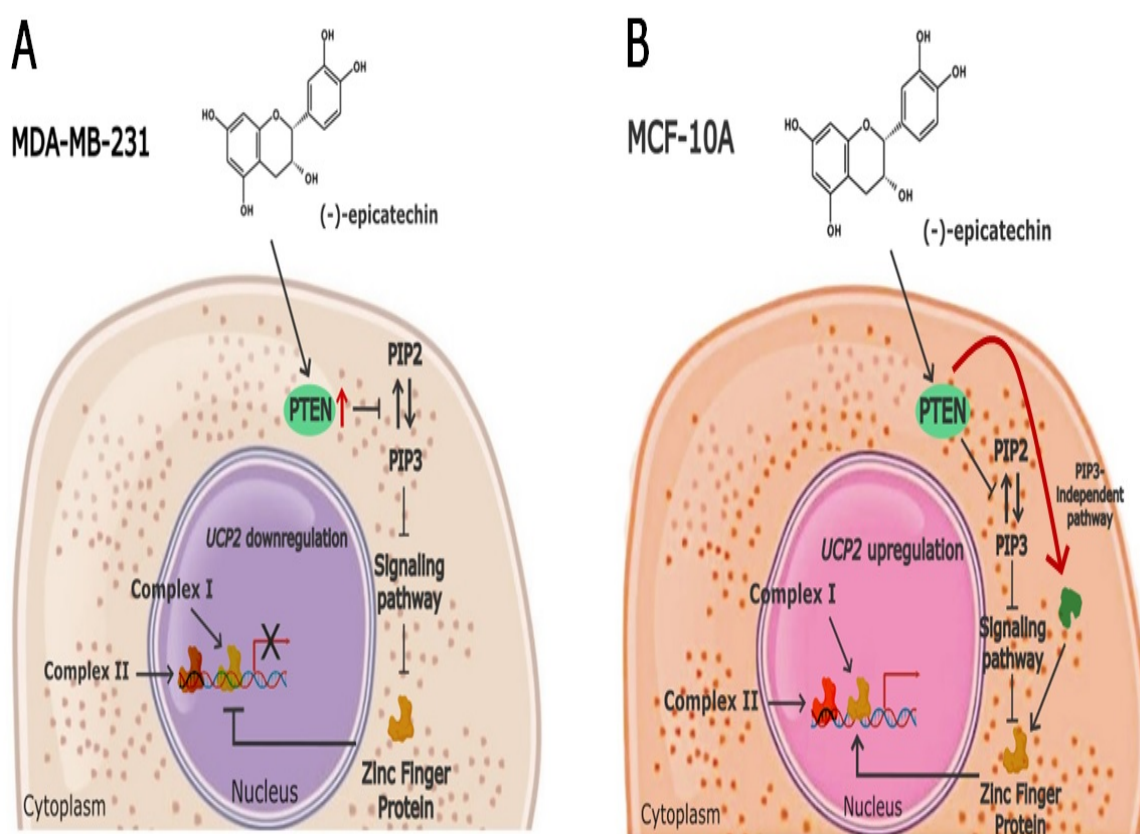 A
MDA-MB-231
OH
OH
HO
O
OH
OH
(-)-epicatechin
PTEN
PIP2
PIP3
UCP2 downregulation
Signaling
pathway
Complex I
Complex II
Zinc Finger
Protein
Nucleus
Cytoplasm
B
MCF-10A
OH
OH
HO
O
OH
OH
(-)-epicatechin
PTEN
PIP2
PIP3-
Independent
pathway
PIP3
UCP2 upregulation
Complex I
Signaling
pathway
Complex II
Zinc Finger
Protein
Nucleus
Cytoplasm